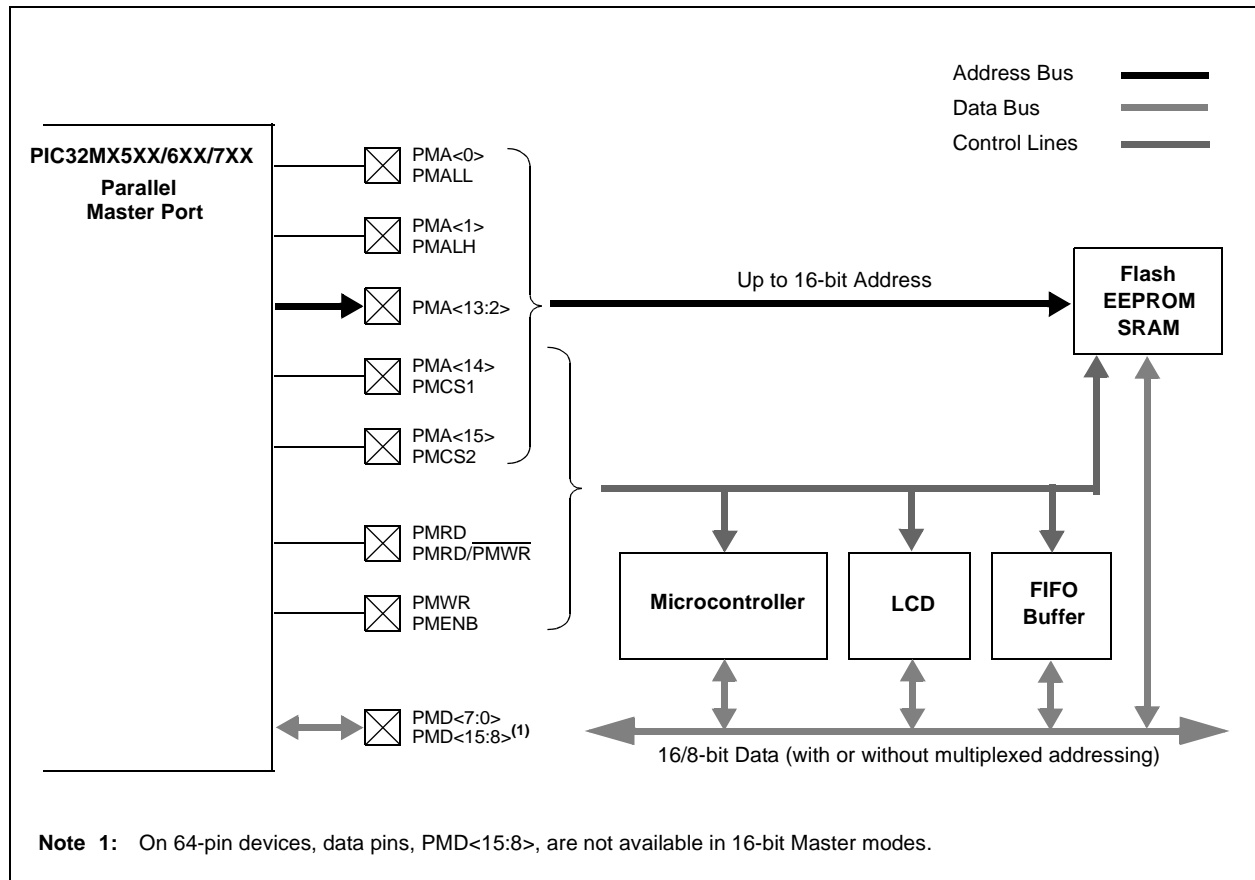 Address Bus
Data Bus
Control Lines
PIC32MX5XX/6XX/7XX
Parallel
Master Port
PMA<0>
PMALL
PMA<1>
PMALH
PMA<13:2>
PMA<14>
PMCS1
PMA<15>
PMCS2
PMRD
PMRD/PMWR
PMWR
PMENB
PMD<7:0>
PMD<15:8>(1)
Up to 16-bit Address
Flash
EEPROM
SRAM
Microcontroller
LCD
FIFO
Buffer
16/8-bit Data (with or without multiplexed addressing)
Note 1: On 64-pin devices, data pins, PMD<15:8>, are not available in 16-bit Master modes.